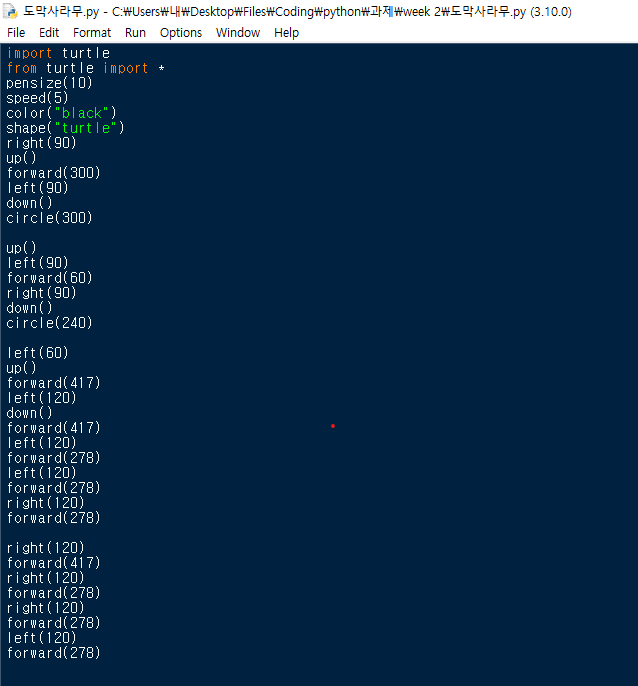 도막사라무.py - C:₩Users₩내₩Desktop₩Files₩Coding₩python₩과제₩week 2₩도막사라무.py (3.10.0)
File Edit Format Run Options Window Help
import turtle
from turtle import *
pensize(10)
speed(5)
color("black")
shape("turtle")
right(90)
up()
forward(300)
left(90)
down()
circle(300)
up()
left(90)
forward(60)
right(90)
down()
circle(240)
left(60)
up()
forward(417)
left(120)
down()
forward(417)
left(120)
forward(278)
left(120)
forward(278)
right(120)
forward(278)
right(120)
forward(417)
right(120)
forward(278)
right(120)
forward(278)
left(120)
forward(278)